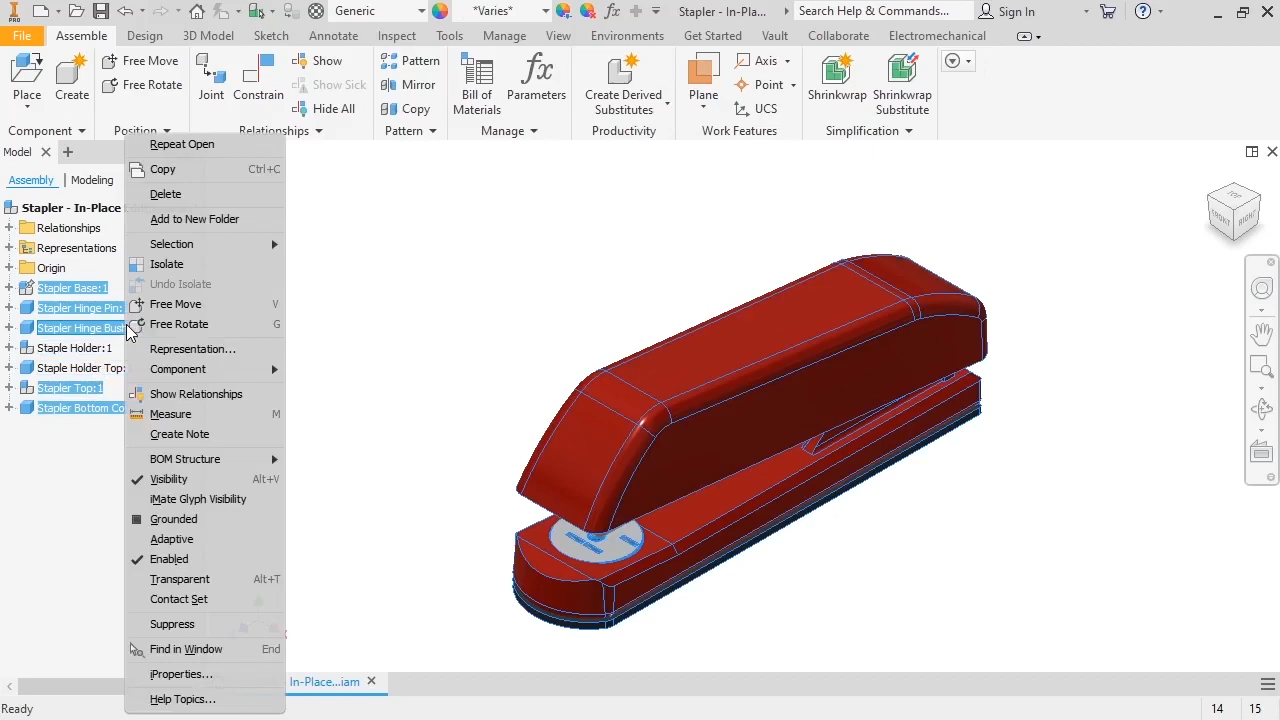 Generic
*Varies*
Stapler - In-Pla...
Search Help & Commands...
Sign In
PRO
File
Assemble
Design
3D Model
Sketch
Annotate
Inspect
Tools
Manage
View
Environments
Get Started
Vault
Collaborate
Electromechanical
Place
Create
Free Move
Free Rotate
Joint
Constrain
Show
Show Sick
Hide All
Pattern
Mirror
Copy
Bill of
Materials
Parameters
Create Derived
Substitutes
Plane
Axis
Point
UCS
Shrinkwrap
Shrinkwrap
Substitute
Component
Position
Relationships
Pattern
Manage
Productivity
Work Features
Simplification
Model
Assembly
Modeling
Stapler - In-Place
Relationships
Representations
Origin
Stapler Base:1
Stapler Hinge Pin:
Stapler Hinge Bush
Staple Holder:1
Staple Holder Top:
Stapler Top:1
Stapler Bottom Co
Repeat Open
Copy Ctrl+C
Delete
Add to New Folder
Selection
Isolate
Undo Isolate
Free Move V
Free Rotate G
Representation...
Component
Show Relationships
Measure M
Create Note
BOM Structure
Visibility Alt+V
iMate Glyph Visibility
Grounded
Adaptive
Enabled
Transparent Alt+T
Contact Set
Suppress
Find in Window End
iProperties...
Help Topics...
TOP
FRONT
RIGHT
In-Place...iam
Ready
14
15